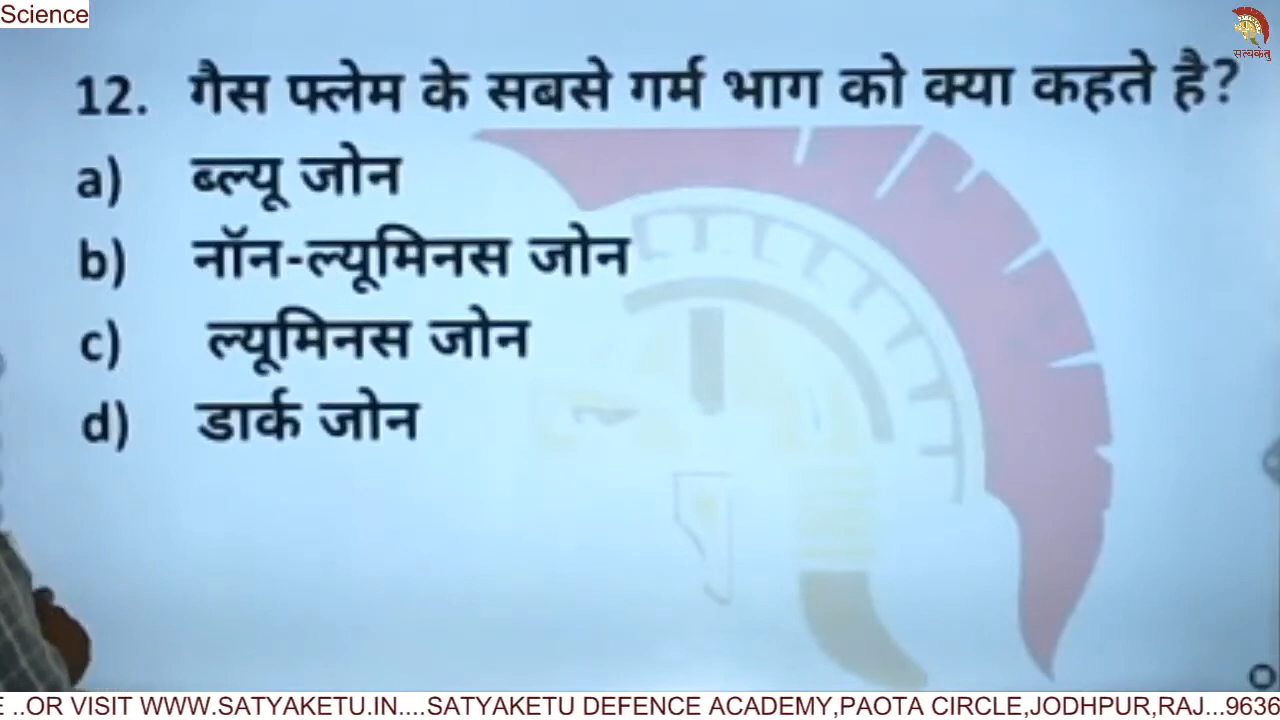 Science
सत्यकेतु
12. गैस फ्लेम के सबसे गर्म भाग को क्या कहते है?
a) ब्ल्यू जोन
b) नॉन-ल्यूमिनस जोन
c) ल्यूमिनस जोन
d) डार्क जोन
..OR VISIT WWW.SATYAKETU.IN....SATYAKETU DEFENCE ACADEMY,PAOTA CIRCLE,JODHPUR,RAJ...9636